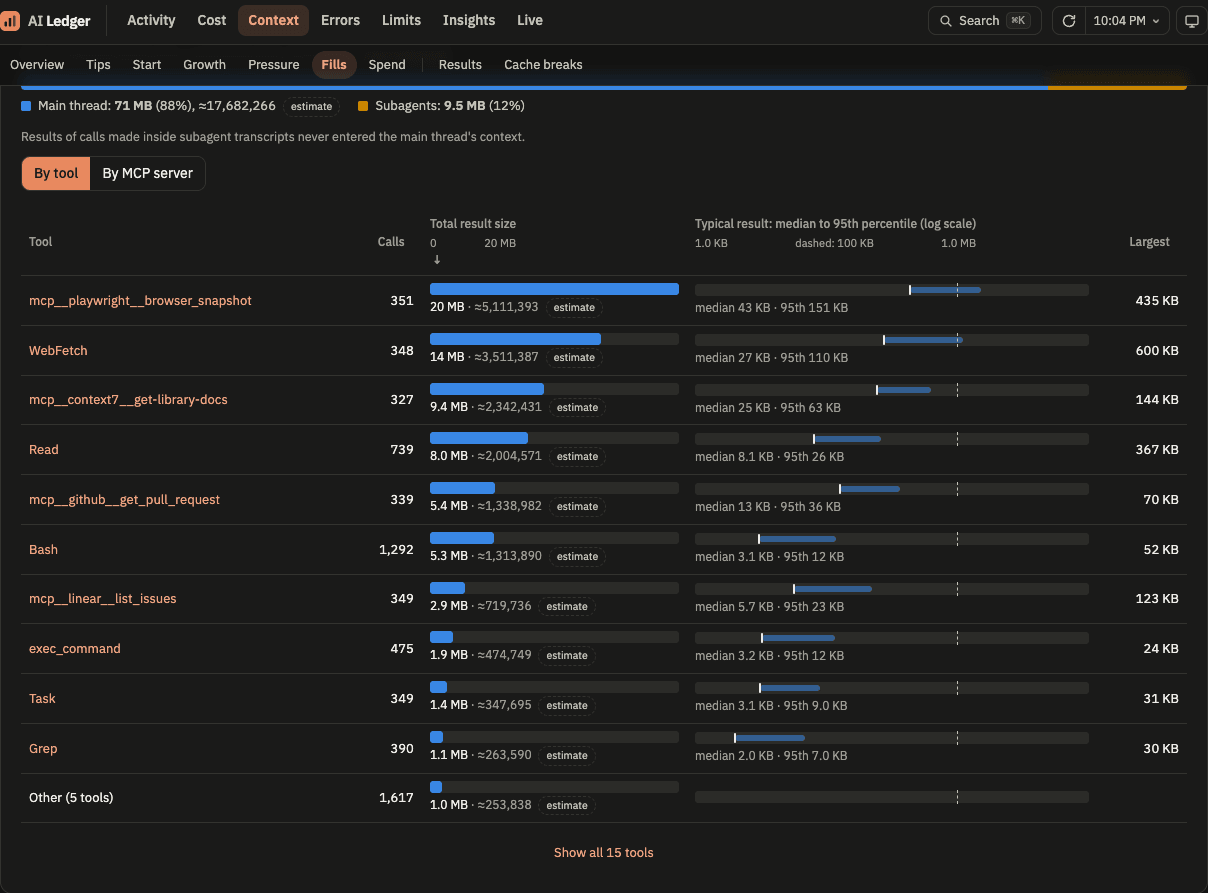 AI Ledger Activity Cost Context Errors Limits Insights Live Search ⌘K 10:04 PM
Overview Tips Start Growth Pressure Fills Spend Results Cache breaks
Main thread: 71 MB (88%), ≈17,682,266 estimate Subagents: 9.5 MB (12%)
Results of calls made inside subagent transcripts never entered the main thread's context.
By tool By MCP server
Tool Calls Total result size Typical result: median to 95th percentile (log scale) Largest
0 20 MB 1.0 KB dashed: 100 KB 1.0 MB
↓
mcp__playwright__browser_snapshot 351 20 MB · ≈5,111,393 estimate median 43 KB · 95th 151 KB 435 KB
WebFetch 348 14 MB · ≈3,511,387 estimate median 27 KB · 95th 110 KB 600 KB
mcp__context7__get-library-docs 327 9.4 MB · ≈2,342,431 estimate median 25 KB · 95th 63 KB 144 KB
Read 739 8.0 MB · ≈2,004,571 estimate median 8.1 KB · 95th 26 KB 367 KB
mcp__github__get_pull_request 339 5.4 MB · ≈1,338,982 estimate median 13 KB · 95th 36 KB 70 KB
Bash 1,292 5.3 MB · ≈1,313,890 estimate median 3.1 KB · 95th 12 KB 52 KB
mcp__linear__list_issues 349 2.9 MB · ≈719,736 estimate median 5.7 KB · 95th 23 KB 123 KB
exec_command 475 1.9 MB · ≈474,749 estimate median 3.2 KB · 95th 12 KB 24 KB
Task 349 1.4 MB · ≈347,695 estimate median 3.1 KB · 95th 9.0 KB 31 KB
Grep 390 1.1 MB · ≈263,590 estimate median 2.0 KB · 95th 7.0 KB 30 KB
Other (5 tools) 1,617 1.0 MB · ≈253,838 estimate
Show all 15 tools